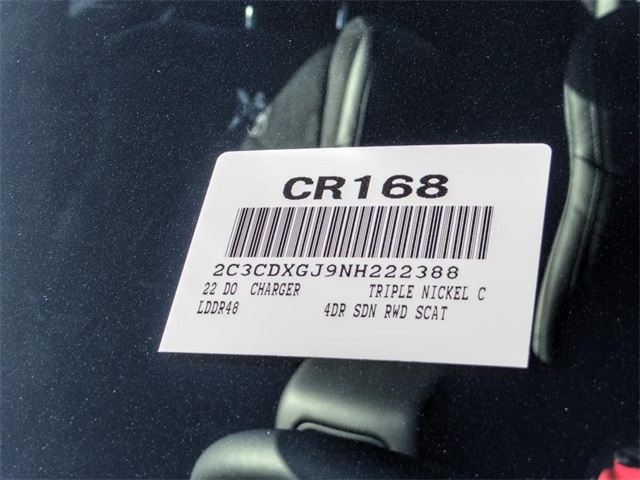 CR168
2C3CDXGJ9NH222388
22 DO CHARGER TRIPLE NICKEL C
LDDR48 4DR SDN RWD SCAT